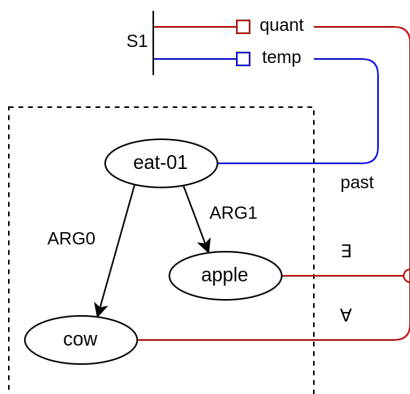 quant
S1
temp
eat-01
past
ARG1
ARG0
∃
apple
∀
cow